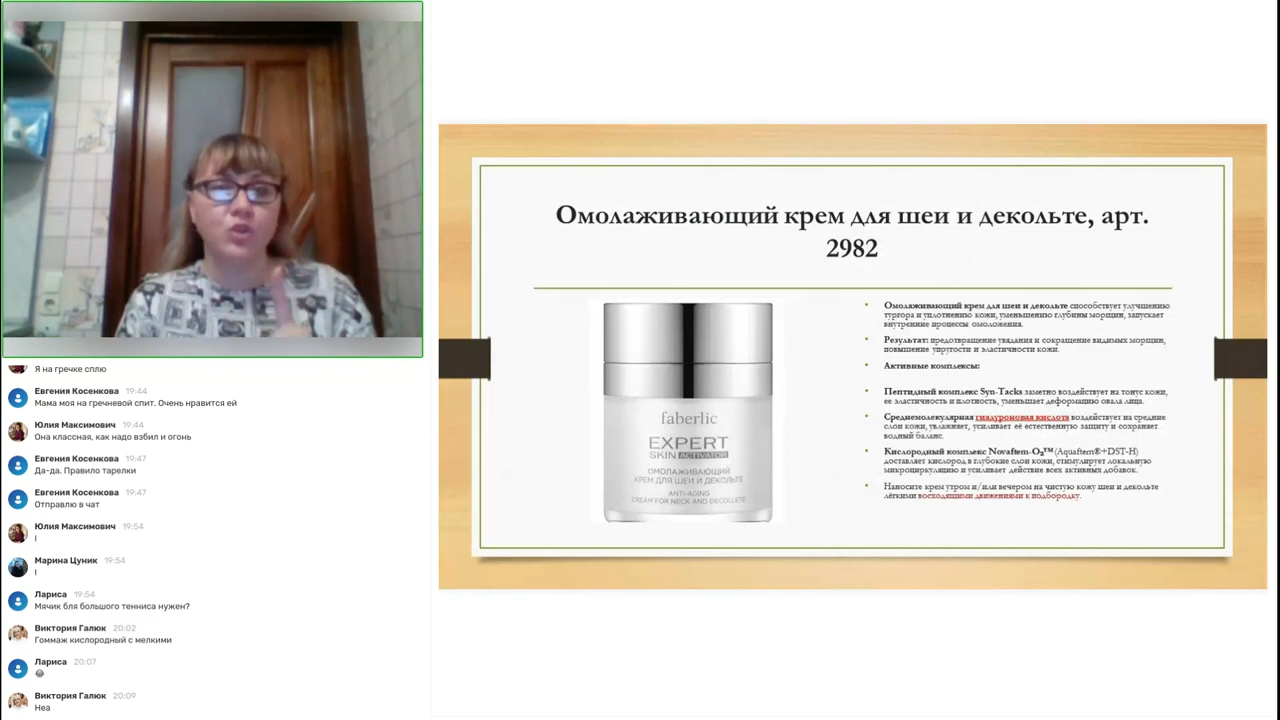 Я на гречке сплю
Евгения Косенкова 19:44
Мама моя на гречневой спит. Очень нравится ей
Юлия Максимович 19:44
Она классная, как надо взбил и огонь
Евгения Косенкова 19:47
Да-да. Правило тарелки
Евгения Косенкова 19:47
Отправлю в чат
Юлия Максимович 19:54
I
Марина Цуник 19:54
I
Лариса 19:54
Мячик бля большого тенниса нужен?
Виктория Галюк 20:02
Гоммаж кислородный с мелкими
Лариса 20:07
😂
Виктория Галюк 20:09
Неа
Омолаживающий крем для шеи и декольте, арт.
2982
faberlic
EXPERT
SKIN ACTIVATOR
ОМОЛАЖИВАЮЩИЙ
КРЕМ ДЛЯ ШЕИ И ДЕКОЛЬТЕ
ANTI-AGING
CREAM FOR NECK AND DECOLLETE
• Омолаживающий крем для шеи и декольте способствует улучшению
тургора и уплотнению кожи, уменьшению глубины морщин, запускает
внутренние процессы омоложения.
• Результат: предотвращение увядания и сокращение видимых морщин,
повышение упругости и эластичности кожи.
• Активные комплексы:
• Пептидный комплекс Syn-Tacks заметно воздействует на тонус кожи,
ее эластичность и плотность, уменьшает деформацию овала лица.
• Среднемолекулярная гиалуроновая кислота воздействует на средние
слои кожи, увлажняет, усиливает её естественную защиту и сохраняет
водный баланс.
• Кислородный комплекс Novaftem-O₂™ (Aquaftem®+DST-H)
доставляет кислород в глубокие слои кожи, стимулирует локальную
микроциркуляцию и усиливает действие всех активных добавок.
• Наносите крем утром и/или вечером на чистую кожу шеи и декольте
лёгкими восходящими движениями к подбородку.